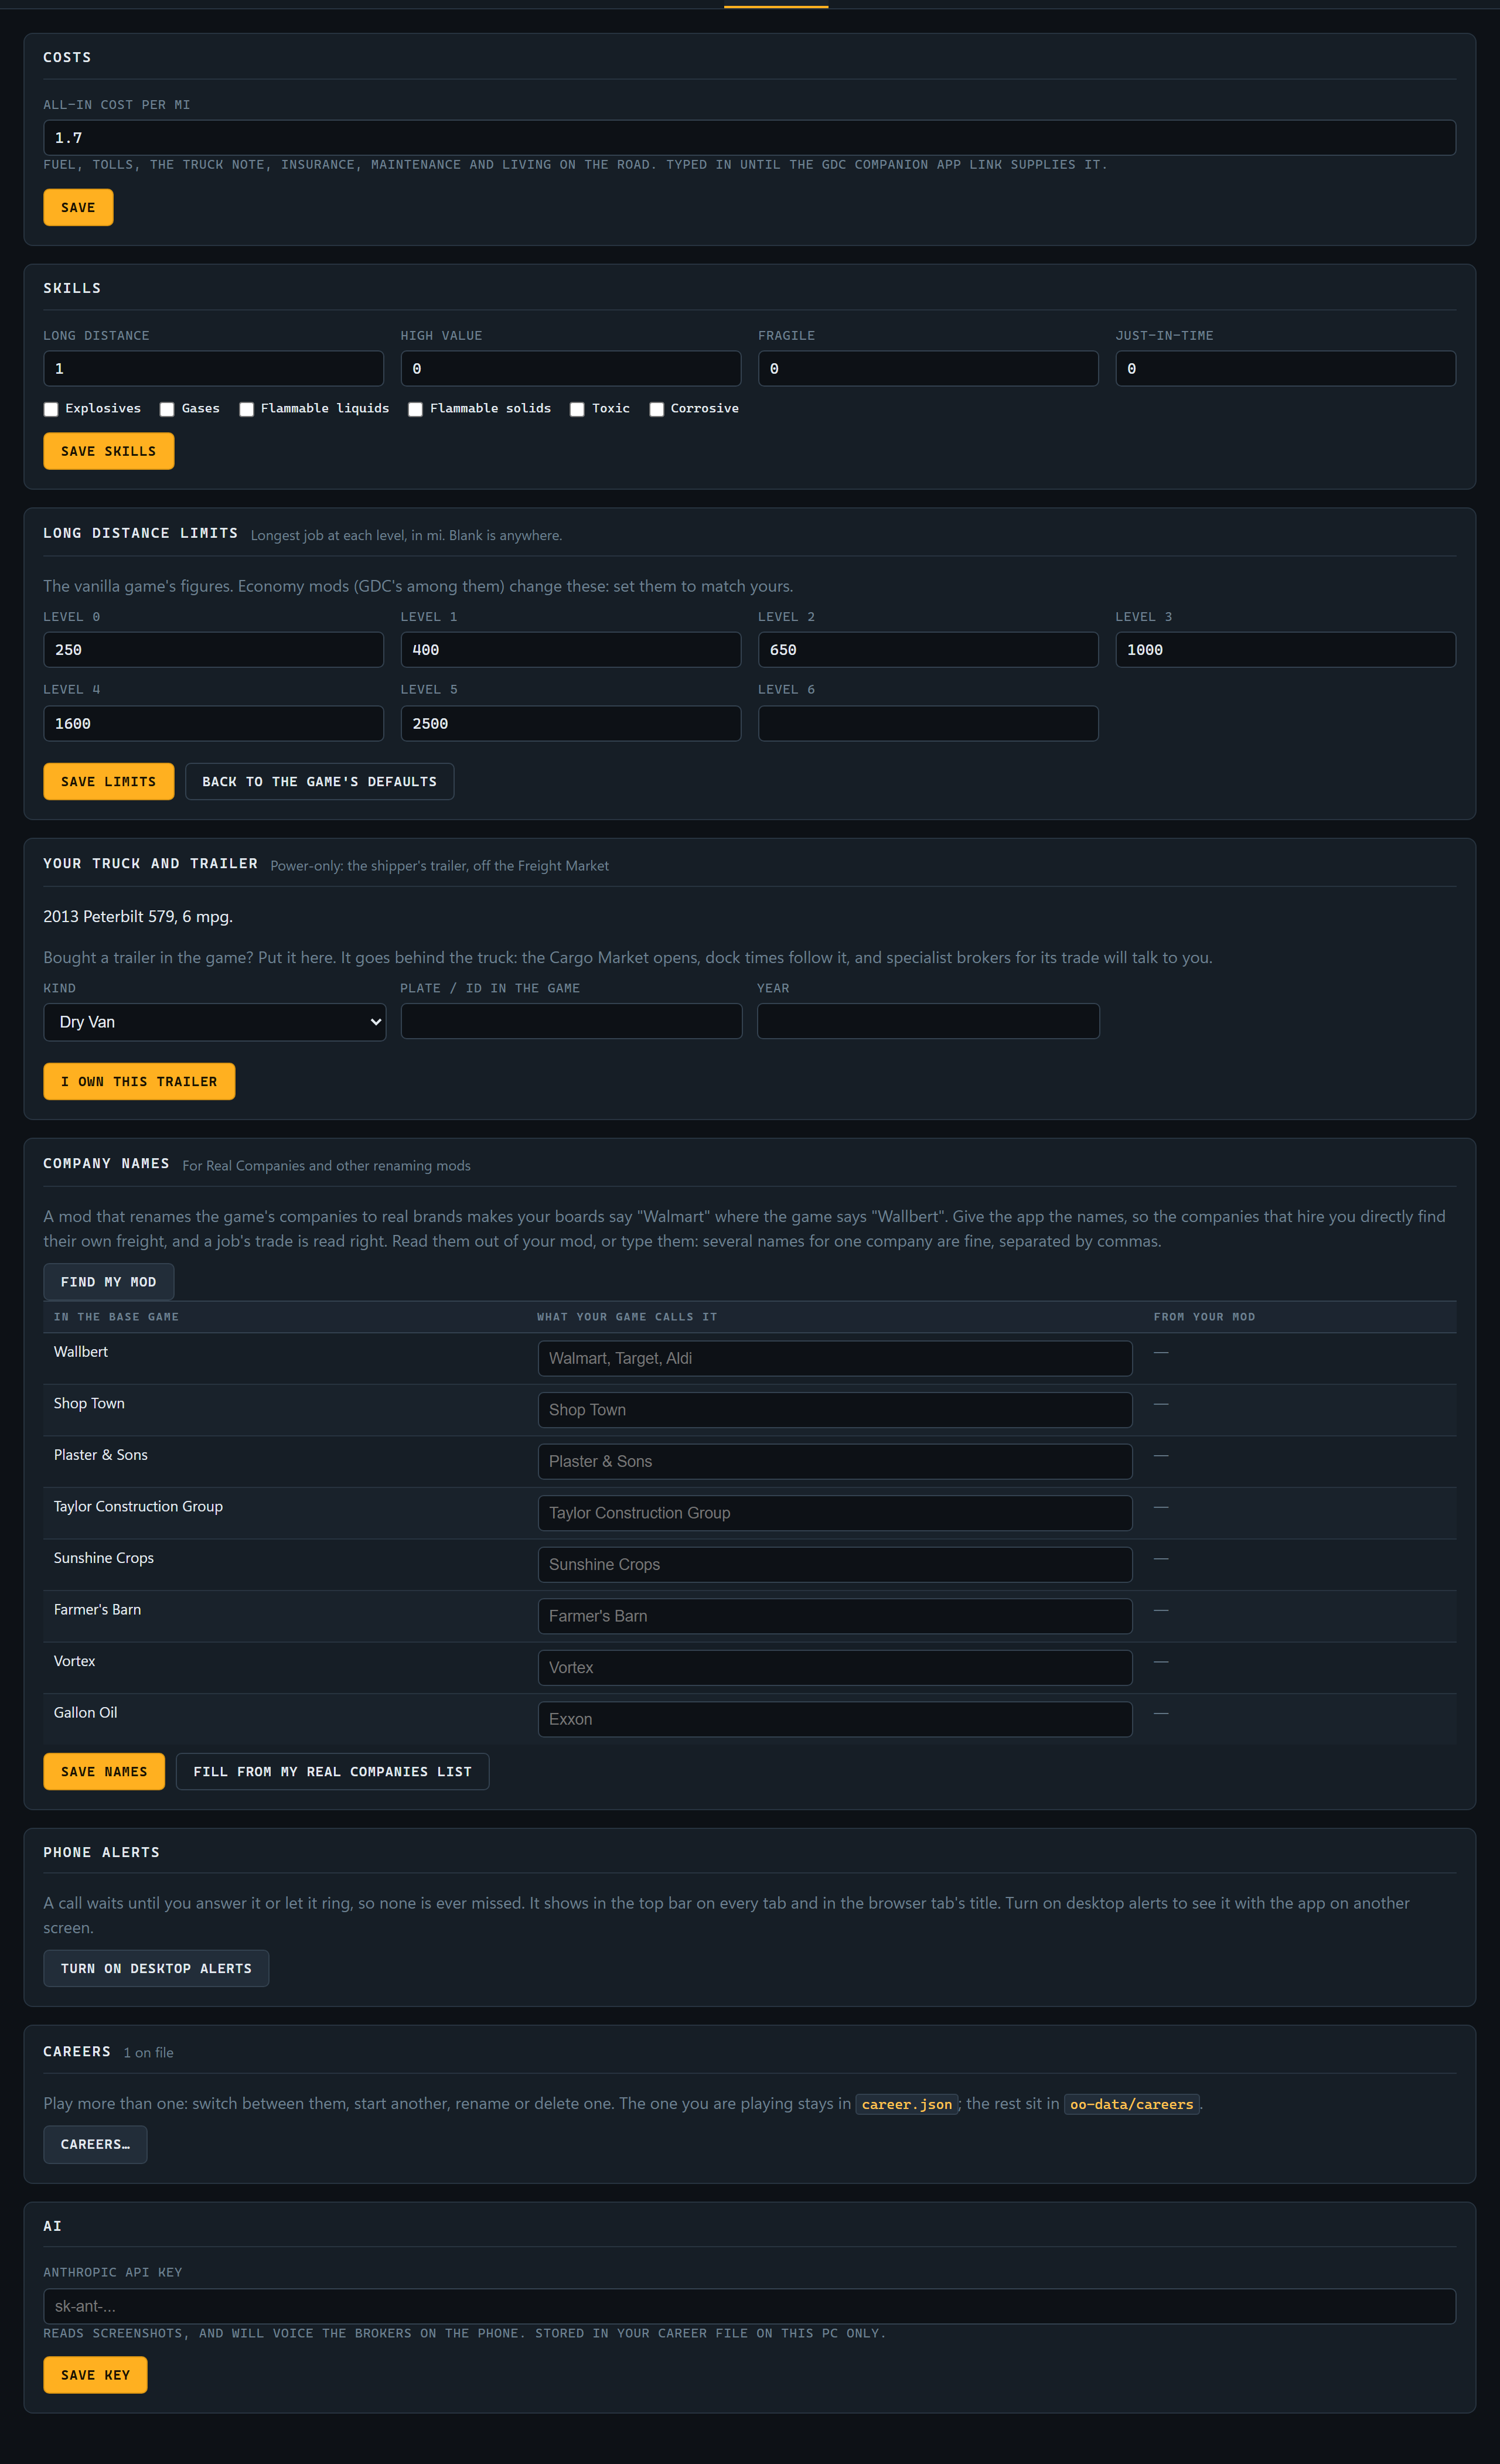 COSTS
ALL-IN COST PER MI
1.7
FUEL, TOLLS, THE TRUCK NOTE, INSURANCE, MAINTENANCE AND LIVING ON THE ROAD. TYPED IN UNTIL THE GDC COMPANION APP LINK SUPPLIES IT.
SAVE
SKILLS
LONG DISTANCE HIGH VALUE FRAGILE JUST-IN-TIME
1 0 0 0
Explosives Gases Flammable liquids Flammable solids Toxic Corrosive
SAVE SKILLS
LONG DISTANCE LIMITS Longest job at each level, in mi. Blank is anywhere.
The vanilla game's figures. Economy mods (GDC's among them) change these: set them to match yours.
LEVEL 0 LEVEL 1 LEVEL 2 LEVEL 3
250 400 650 1000
LEVEL 4 LEVEL 5 LEVEL 6
1600 2500
SAVE LIMITS BACK TO THE GAME'S DEFAULTS
YOUR TRUCK AND TRAILER Power-only: the shipper's trailer, off the Freight Market
2013 Peterbilt 579, 6 mpg.
Bought a trailer in the game? Put it here. It goes behind the truck: the Cargo Market opens, dock times follow it, and specialist brokers for its trade will talk to you.
KIND PLATE / ID IN THE GAME YEAR
Dry Van
I OWN THIS TRAILER
COMPANY NAMES For Real Companies and other renaming mods
A mod that renames the game's companies to real brands makes your boards say "Walmart" where the game says "Wallbert". Give the app the names, so the companies that hire you directly find
their own freight, and a job's trade is read right. Read them out of your mod, or type them: several names for one company are fine, separated by commas.
FIND MY MOD
IN THE BASE GAME WHAT YOUR GAME CALLS IT FROM YOUR MOD
Wallbert Walmart, Target, Aldi —
Shop Town Shop Town —
Plaster & Sons Plaster & Sons —
Taylor Construction Group Taylor Construction Group —
Sunshine Crops Sunshine Crops —
Farmer's Barn Farmer's Barn —
Vortex Vortex —
Gallon Oil Exxon —
SAVE NAMES FILL FROM MY REAL COMPANIES LIST
PHONE ALERTS
A call waits until you answer it or let it ring, so none is ever missed. It shows in the top bar on every tab and in the browser tab's title. Turn on desktop alerts to see it with the app on another
screen.
TURN ON DESKTOP ALERTS
CAREERS 1 on file
Play more than one: switch between them, start another, rename or delete one. The one you are playing stays in career.json; the rest sit in oo-data/careers.
CAREERS…
AI
ANTHROPIC API KEY
sk-ant-...
READS SCREENSHOTS, AND WILL VOICE THE BROKERS ON THE PHONE. STORED IN YOUR CAREER FILE ON THIS PC ONLY.
SAVE KEY